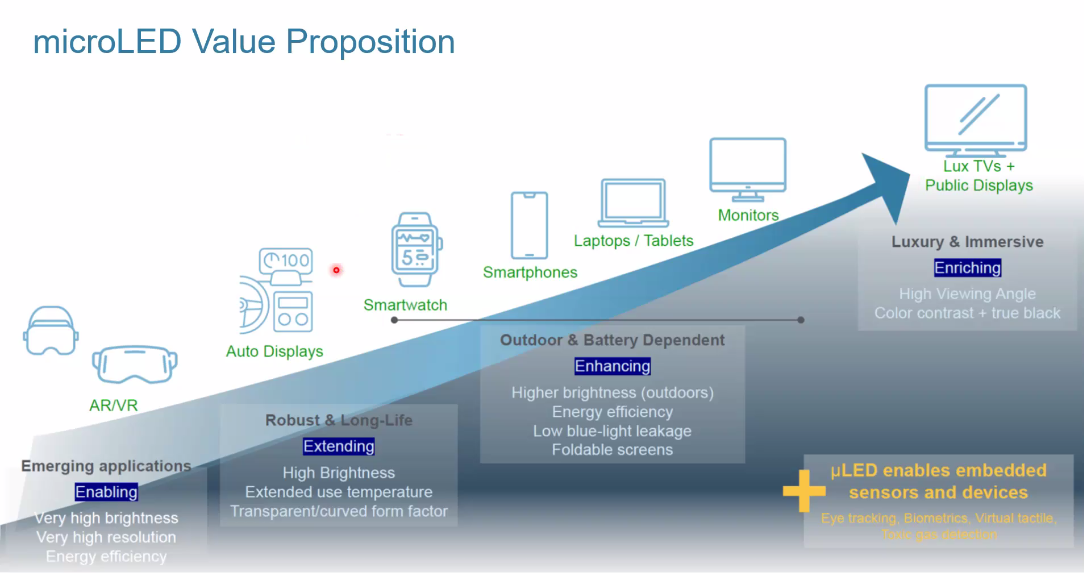 microLED Value Proposition
AR/VR
Emerging applications
Enabling
Very high brightness
Very high resolution
Energy efficiency
100
Auto Displays
Robust & Long-Life
Extending
High Brightness
Extended use temperature
Transparent/curved form factor
5
Smartwatch
Smartphones
Laptops / Tablets
Monitors
Outdoor & Battery Dependent
Enhancing
Higher brightness (outdoors)
Energy efficiency
Low blue-light leakage
Foldable screens
Lux TVs +
Public Displays
Luxury & Immersive
Enriching
High Viewing Angle
Color contrast + true black
µLED enables embedded
sensors and devices
Eye tracking, Biometrics, Virtual tactile,
Toxic gas detection